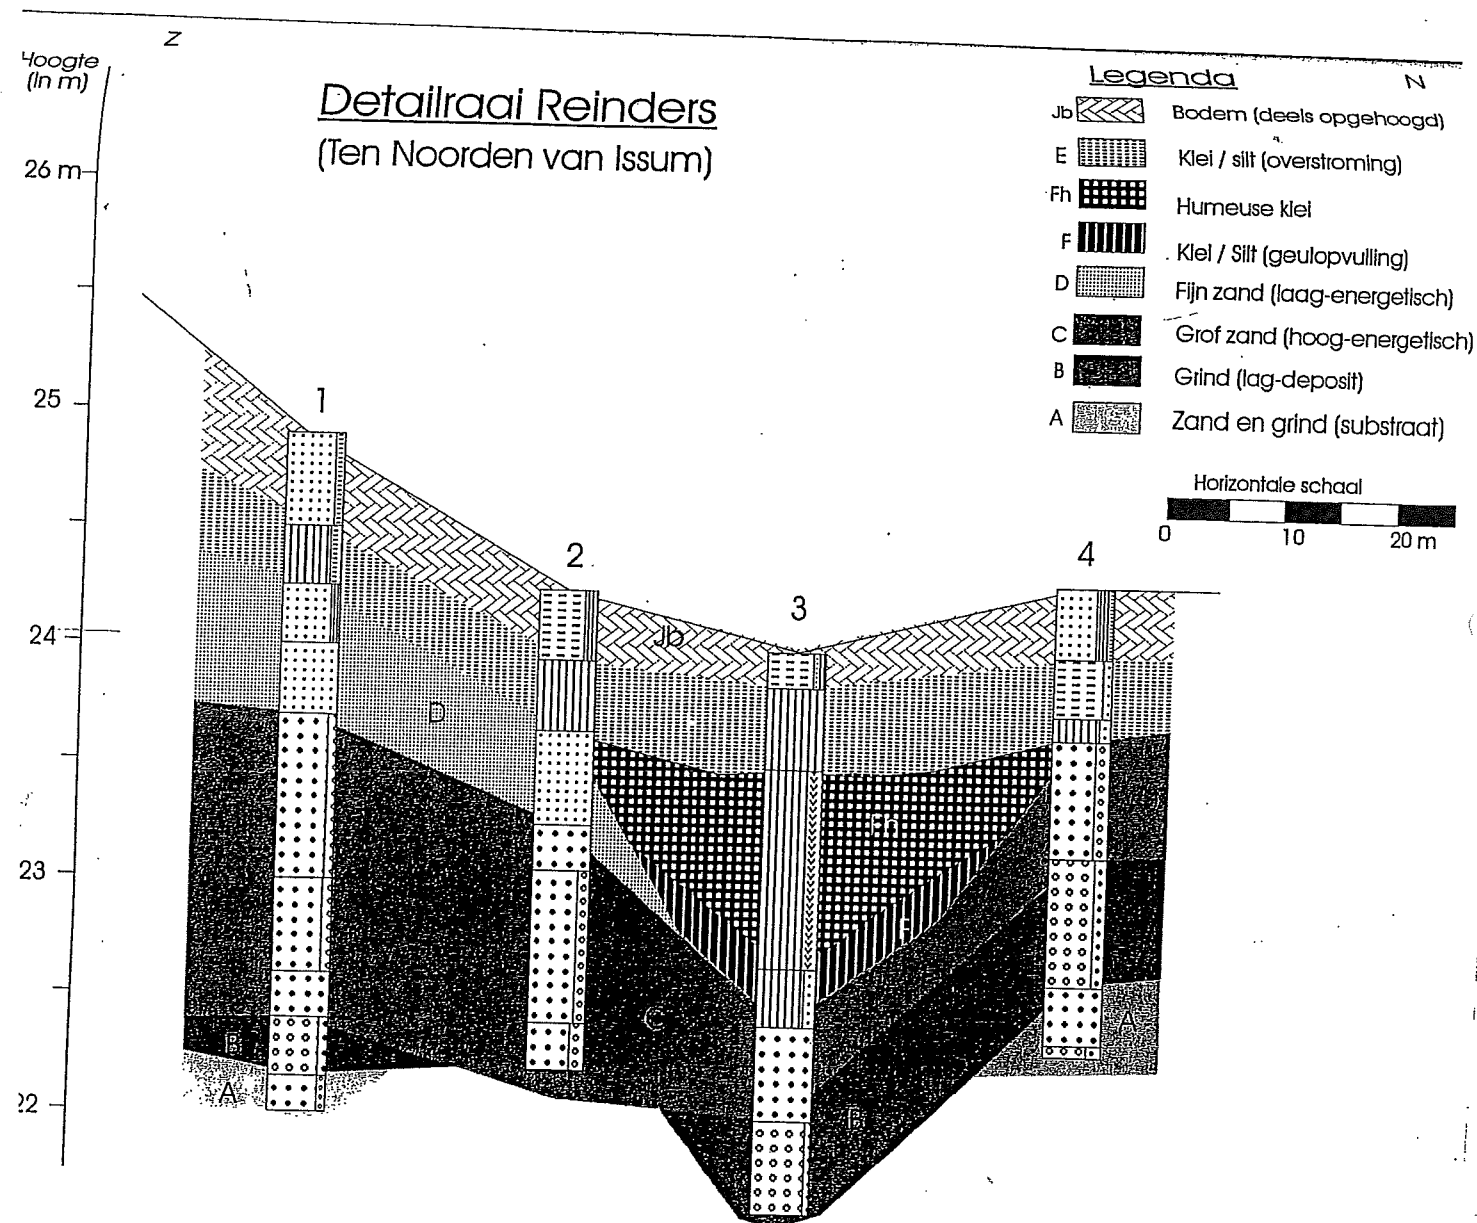 Z
Hoogte
(in m)
Detailraai Reinders
(Ten Noorden van Issum)
Legenda
N
Jb Bodem (deels opgehoogd)
E Klei / silt (overstroming)
Fh Humeuse klei
F Klei / Silt (geulopvulling)
D Fijn zand (laag-energetisch)
C Grof zand (hoog-energetisch)
B Grind (lag-deposit)
A Zand en grind (substraat)
Horizontale schaal
0 10 20 m
26 m
25
24
23
22
1
2
3
4
Jb
D
Fh
F
C
B
A
B
A